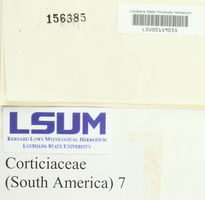 156385
Louisiana State University Herbarium
LSU00159055
LSUM
BERNARD LOWY MYCOLOGICAL HERBARIUM
LOUISIANA STATE UNIVERSITY
Corticiaceae
(South America) 7